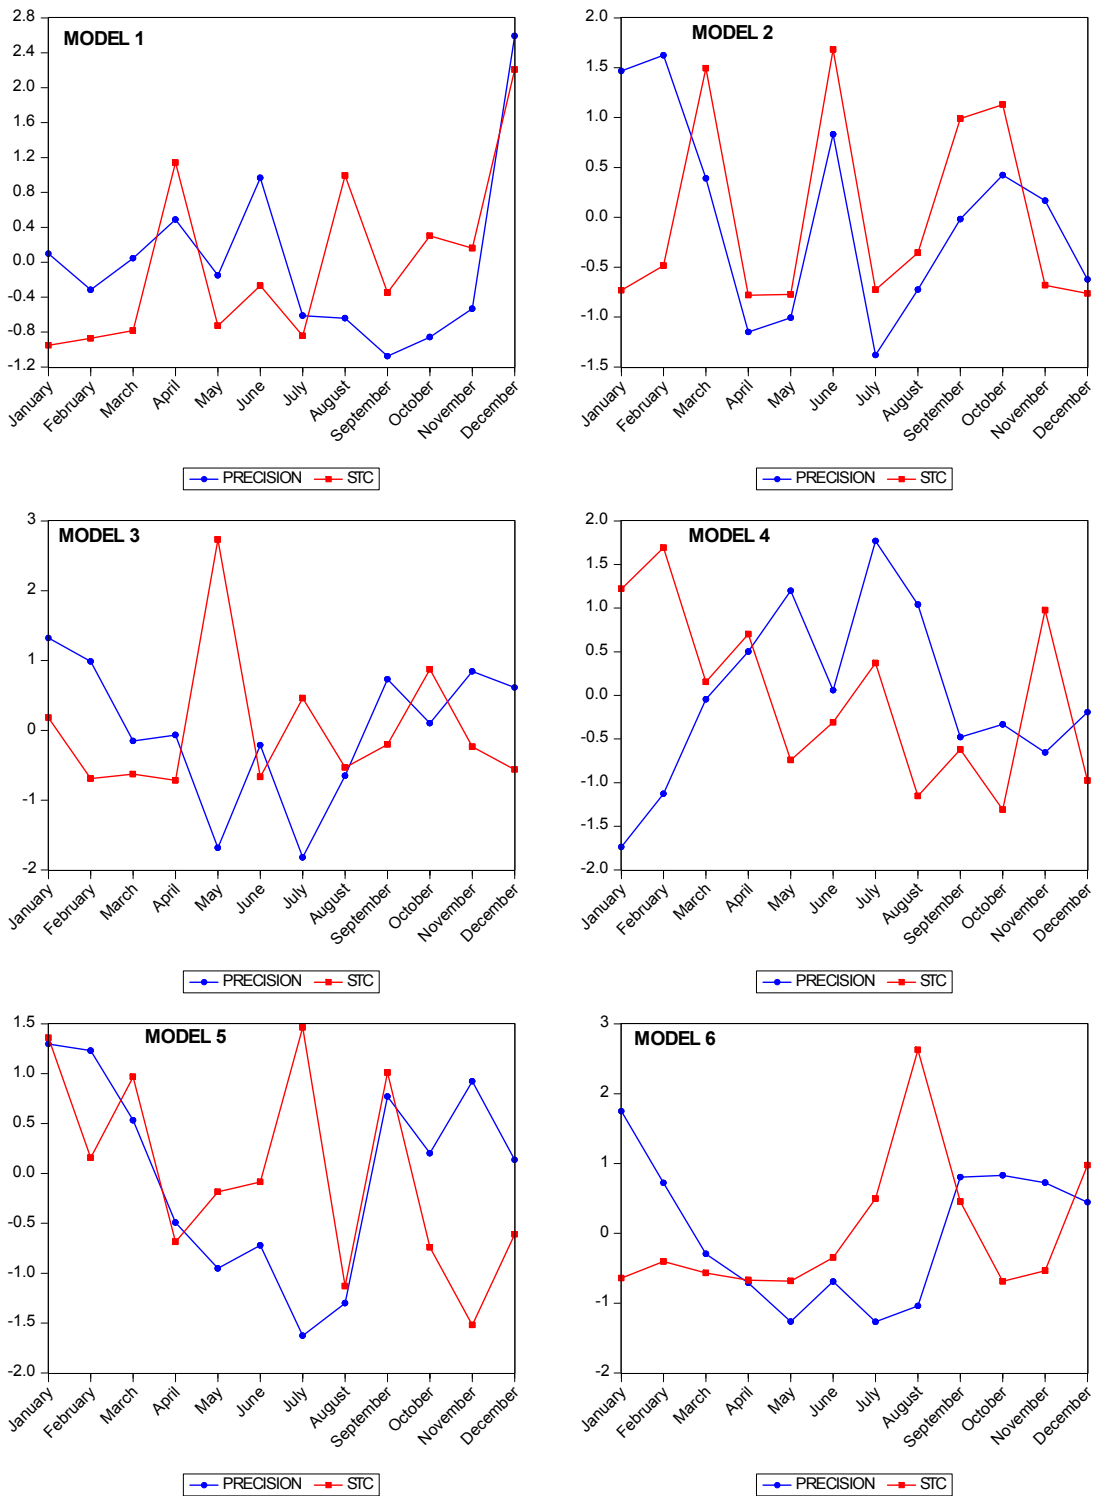 MODEL 1
2.8
2.4
2.0
1.6
1.2
0.8
0.4
0.0
-0.4
-0.8
-1.2
January
February
March
April
May
June
July
August
September
October
November
December
PRECISION STC
MODEL 2
2.0
1.5
1.0
0.5
0.0
-0.5
-1.0
-1.5
January
February
March
April
May
June
July
August
September
October
November
December
PRECISION STC
MODEL 3
3
2
1
0
-1
-2
January
February
March
April
May
June
July
August
September
October
November
December
PRECISION STC
MODEL 4
2.0
1.5
1.0
0.5
0.0
-0.5
-1.0
-1.5
-2.0
January
February
March
April
May
June
July
August
September
October
November
December
PRECISION STC
MODEL 5
1.5
1.0
0.5
0.0
-0.5
-1.0
-1.5
-2.0
January
February
March
April
May
June
July
August
September
October
November
December
PRECISION STC
MODEL 6
3
2
1
0
-1
-2
January
February
March
April
May
June
July
August
September
October
November
December
PRECISION STC